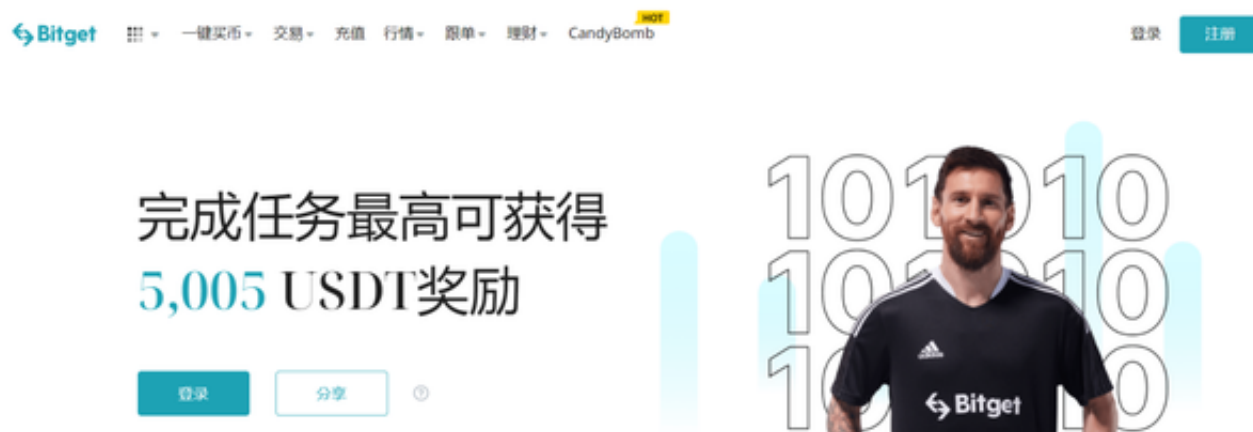 Bitget 一键买币 交易 充值 行情 跟单 理财 CandyBomb HOT 登录 注册
101010
完成任务最高可获得
5,005 USDT奖励
101010
登录 分享
Bitget